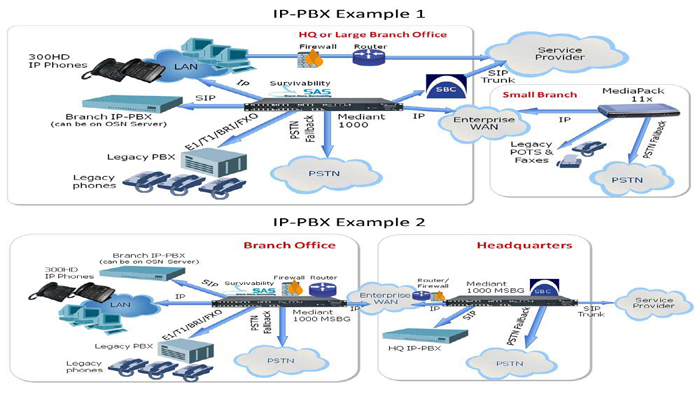 IP-PBX Example 1
HQ or Large Branch Office
300HD
IP Phones
LAN
Firewall
Router
Service
Provider
IP
Survivability
SAS
SBC
SIP
Trunk
Small Branch
MediaPack
11x
SIP
Branch IP-PBX
(can be on OSN Server)
Mediant
1000
IP
Enterprise
WAN
IP
E1/T1/BRI/FXO
PSTN
Fallback
Legacy PBX
Legacy
phones
PSTN
Legacy
POTS &
Faxes
PSTN Fallback
PSTN
IP-PBX Example 2
Branch Office
Branch IP-PBX
(can be on OSN Server)
300HD
IP Phones
LAN
SIP
IP
Survivability
SAS
Firewall
Router
Mediant
1000 MSBG
E1/T1/BRI/FXO
PSTN
Fallback
Legacy PBX
Legacy
phones
PSTN
IP
Enterprise
WAN
Headquarters
Router/
Firewall
IP
Mediant
1000 MSBG
SBC
SIP
HQ IP-PBX
PSTN Fallback
PSTN
SIP
Trunk
Service
Provider